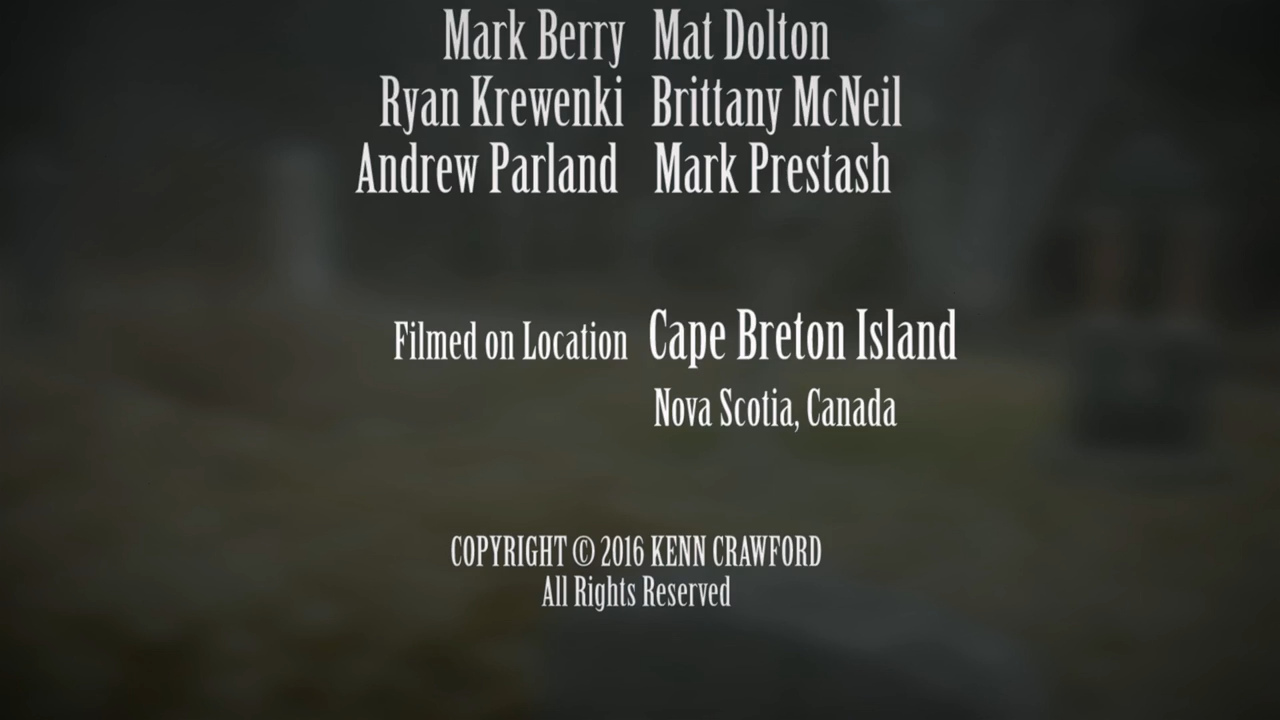 Mark Berry Mat Dolton
Ryan Krewenki Brittany McNeil
Andrew Parland Mark Prestash
Filmed on Location Cape Breton Island
Nova Scotia, Canada
COPYRIGHT © 2016 KENN CRAWFORD
All Rights Reserved